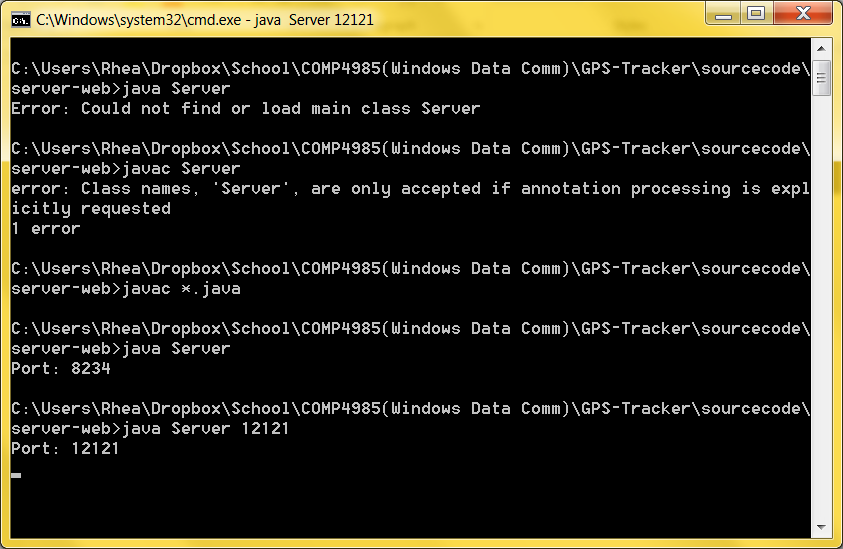 C:\Windows\system32\cmd.exe - java  Server 12121
C:\Users\Rhea\Dropbox\School\COMP4985(Windows Data Comm)\GPS-Tracker\sourcecode\
server-web>java Server
Error: Could not find or load main class Server
C:\Users\Rhea\Dropbox\School\COMP4985(Windows Data Comm)\GPS-Tracker\sourcecode\
server-web>javac Server
error: Class names, 'Server', are only accepted if annotation processing is expl
icitly requested
1 error
C:\Users\Rhea\Dropbox\School\COMP4985(Windows Data Comm)\GPS-Tracker\sourcecode\
server-web>javac *.java
C:\Users\Rhea\Dropbox\School\COMP4985(Windows Data Comm)\GPS-Tracker\sourcecode\
server-web>java Server
Port: 8234
C:\Users\Rhea\Dropbox\School\COMP4985(Windows Data Comm)\GPS-Tracker\sourcecode\
server-web>java Server 12121
Port: 12121